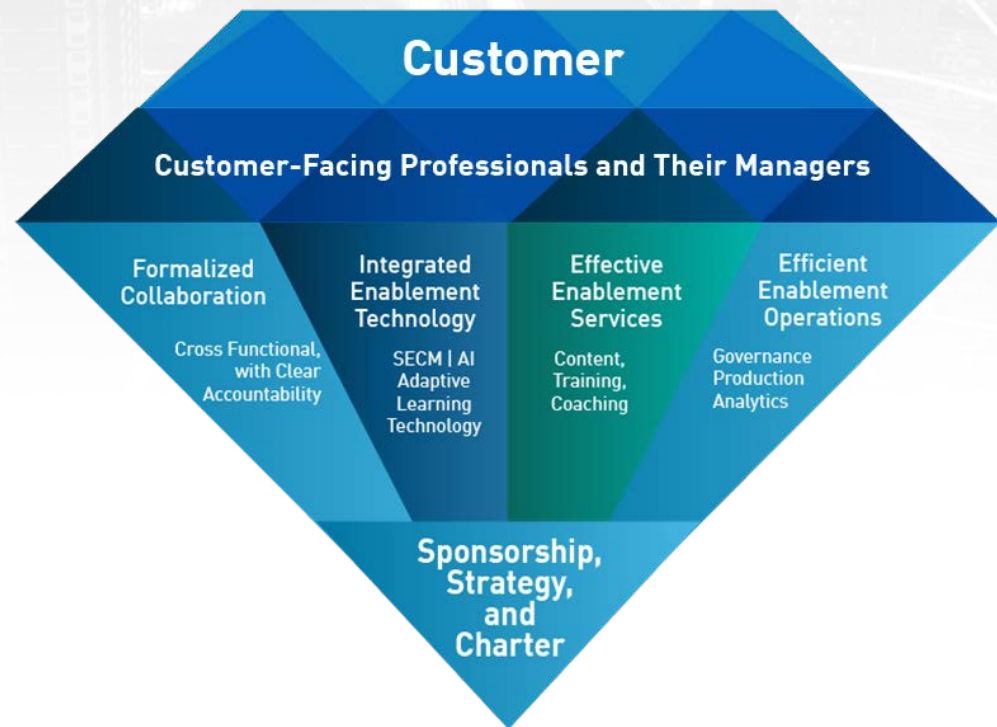 Customer
Customer-Facing Professionals and Their Managers
Formalized
Collaboration
Cross Functional,
with Clear
Accountability
Integrated
Enablement
Technology
SECM | AI
Adaptive
Learning
Technology
Effective
Enablement
Services
Content,
Training,
Coaching
Efficient
Enablement
Operations
Governance
Production
Analytics
Sponsorship,
Strategy,
and
Charter